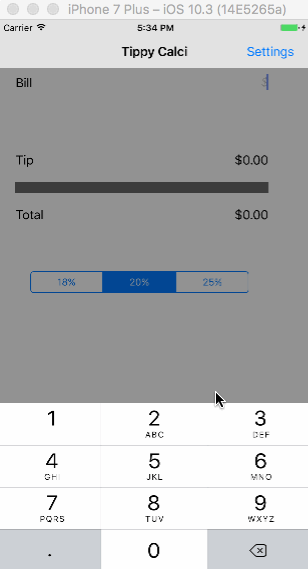 iPhone 7 Plus – iOS 10.3 (14E5265a)
Carrier 5:34 PM
Tippy Calci Settings
Bill $
Tip $0.00
Total $0.00
18% 20% 25%
1 2 3
ABC DEF
4 5 6
GHI JKL MNO
7 8 9
PQRS TUV WXYZ
. 0